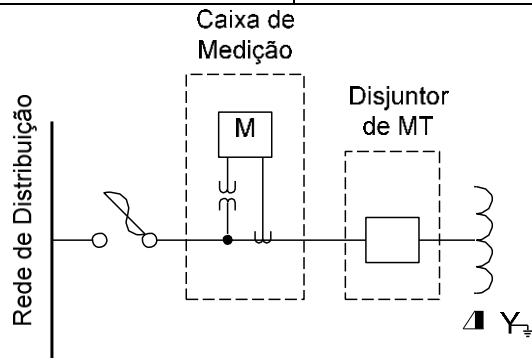 Caixa de
Medição
Disjuntor
de MT
M
Rede de Distribuição